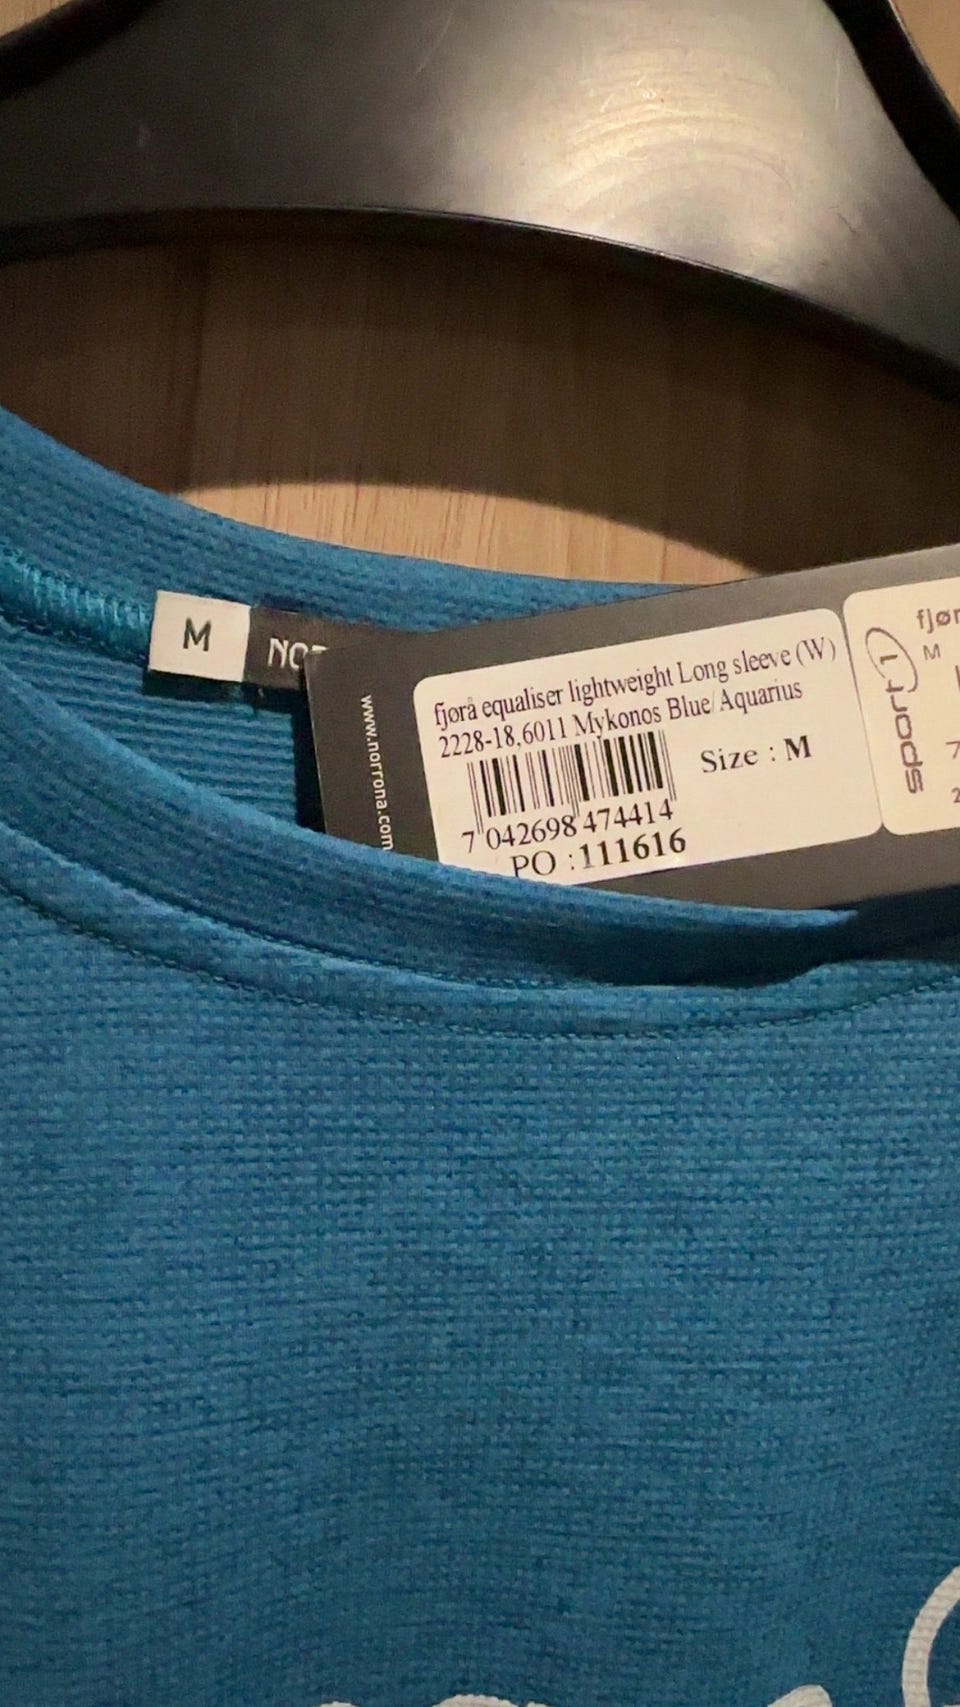 M
www.norrona.com
fjørå equaliser lightweight Long sleeve (W)
2228-18,6011 Mykonos Blue/Aquarius
Size : M
7 042698 474414
PO :111616
sport 1
M